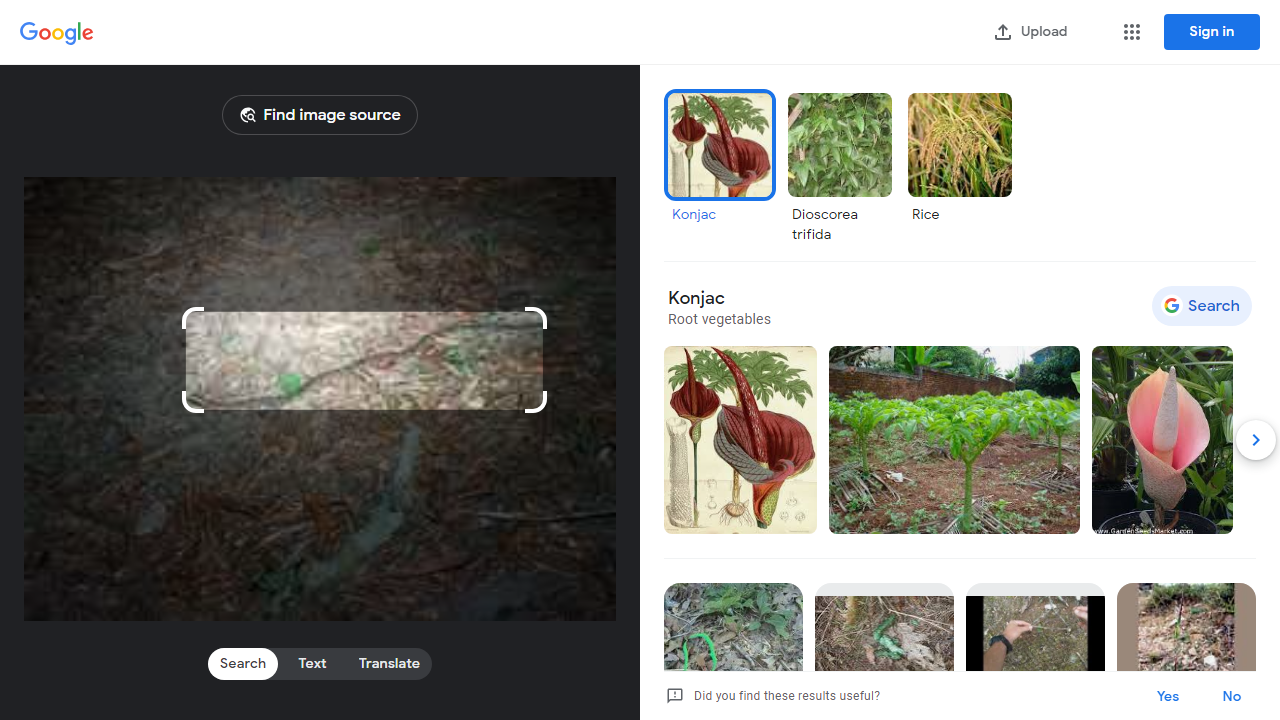 Google
Upload
Sign in
Find image source
Konjac
Dioscorea
trifida
Rice
Konjac
Root vegetables
Search
www.GardenSeedsMarket.com
Search
Text
Translate
Did you find these results useful?
Yes
No